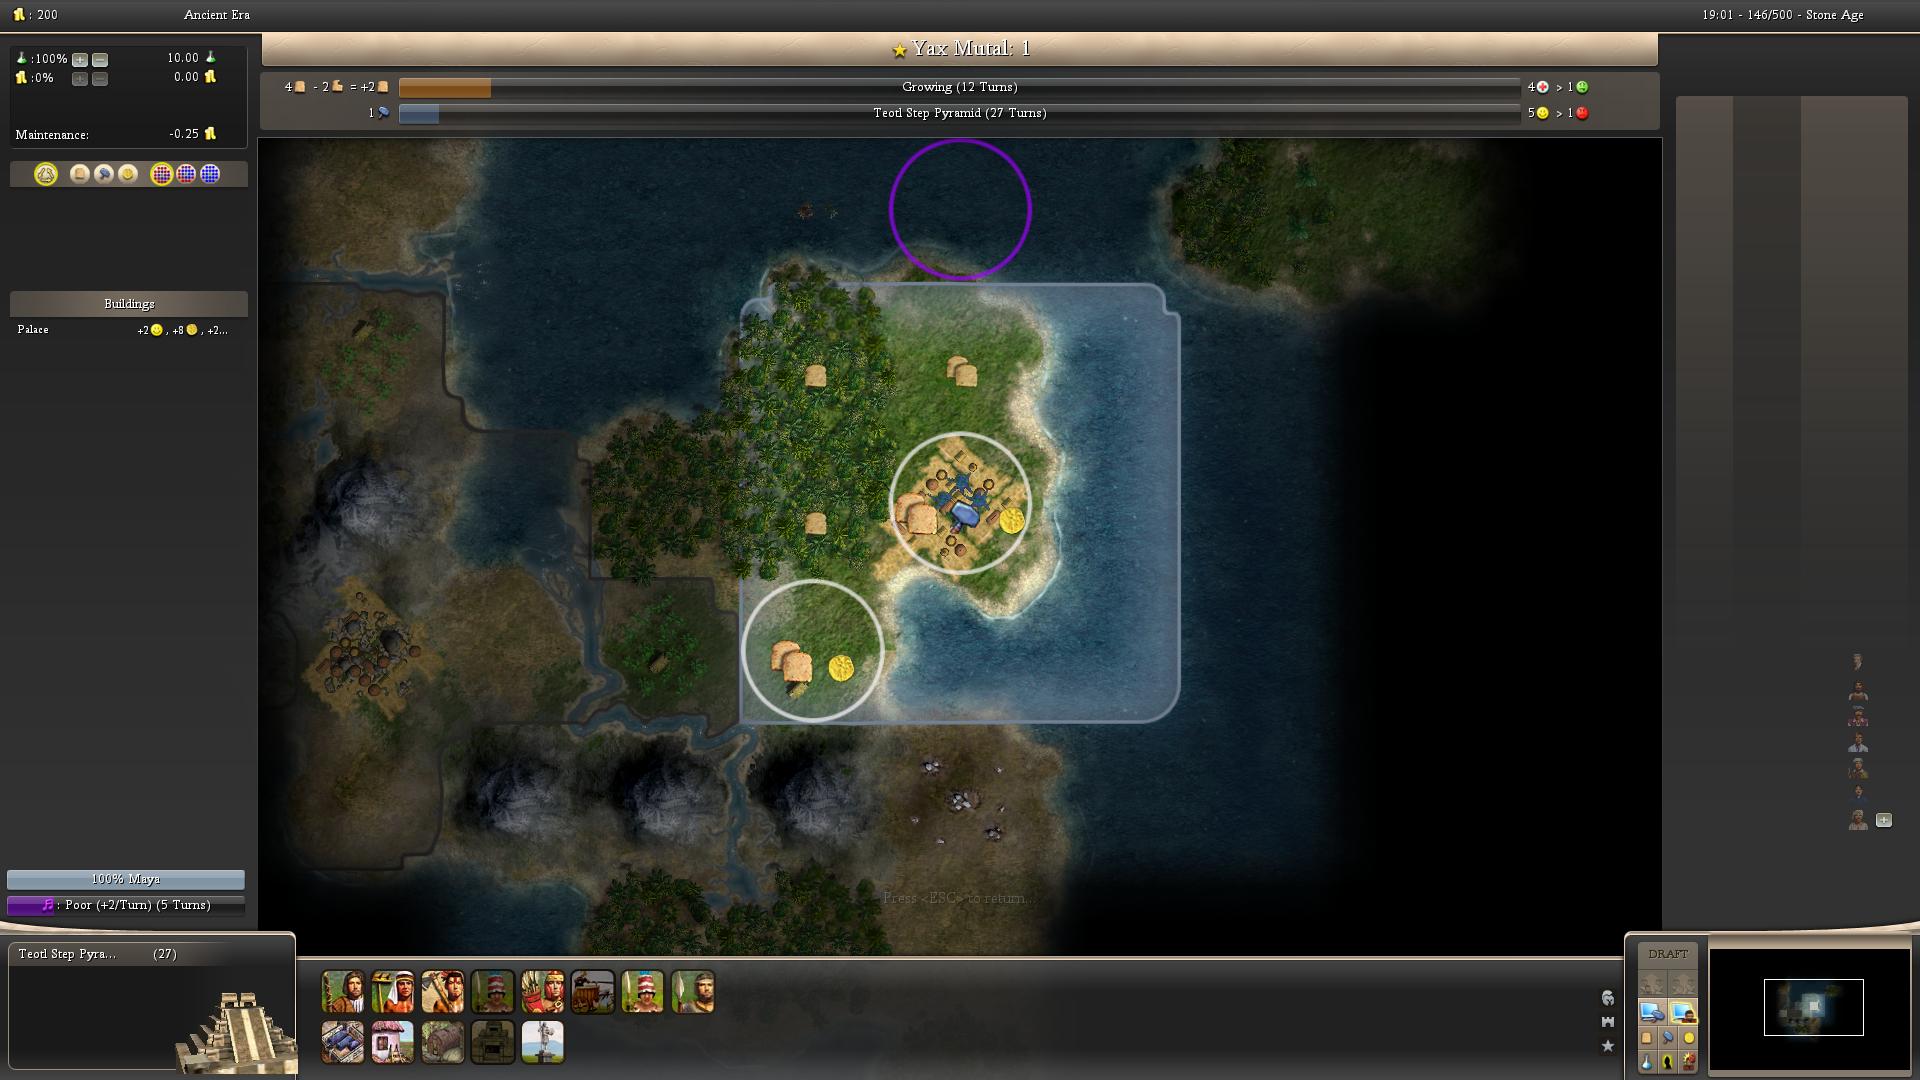 : 200
Ancient Era
19:01 - 146/500 - Stone Age
:100%
10.00
:0%
0.00
Maintenance:
-0.25
Yax Mutal: 1
4 - 2 = +2
Growing (12 Turns)
4 > 1
1
Teotl Step Pyramid (27 Turns)
5 > 1
Buildings
Palace
+2 , +8 , +2...
100% Maya
: Poor (+2/Turn) (5 Turns)
Press <ESC> to return...
Teotl Step Pyra...
(27)
DRAFT